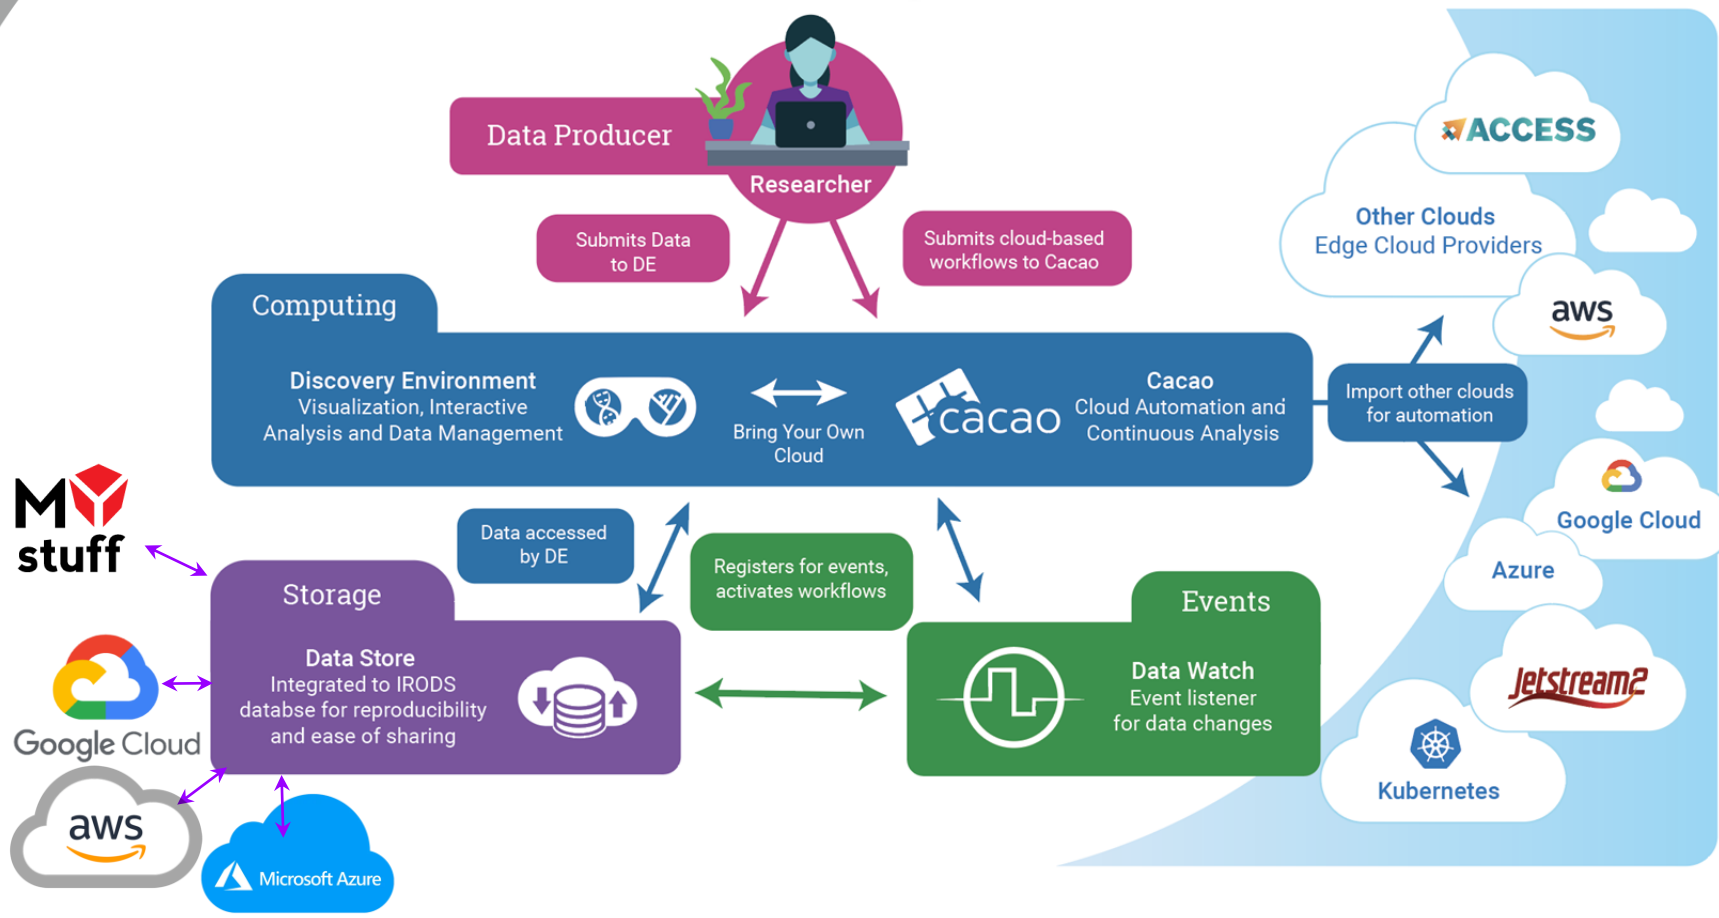 Data Producer
Researcher
Submits Data
to DE
Submits cloud-based
workflows to Cacao
Computing
Discovery Environment
Visualization, Interactive
Analysis and Data Management
Bring Your Own
Cloud
cacao
Cacao
Cloud Automation and
Continuous Analysis
Import other clouds
for automation
ACCESS
Other Clouds
Edge Cloud Providers
aws
Google Cloud
Azure
Jetstream2
Kubernetes
Data accessed
by DE
Registers for events,
activates workflows
MY
stuff
Storage
Data Store
Integrated to IRODS
databse for reproducibility
and ease of sharing
Events
Data Watch
Event listener
for data changes
Google Cloud
aws
Microsoft Azure